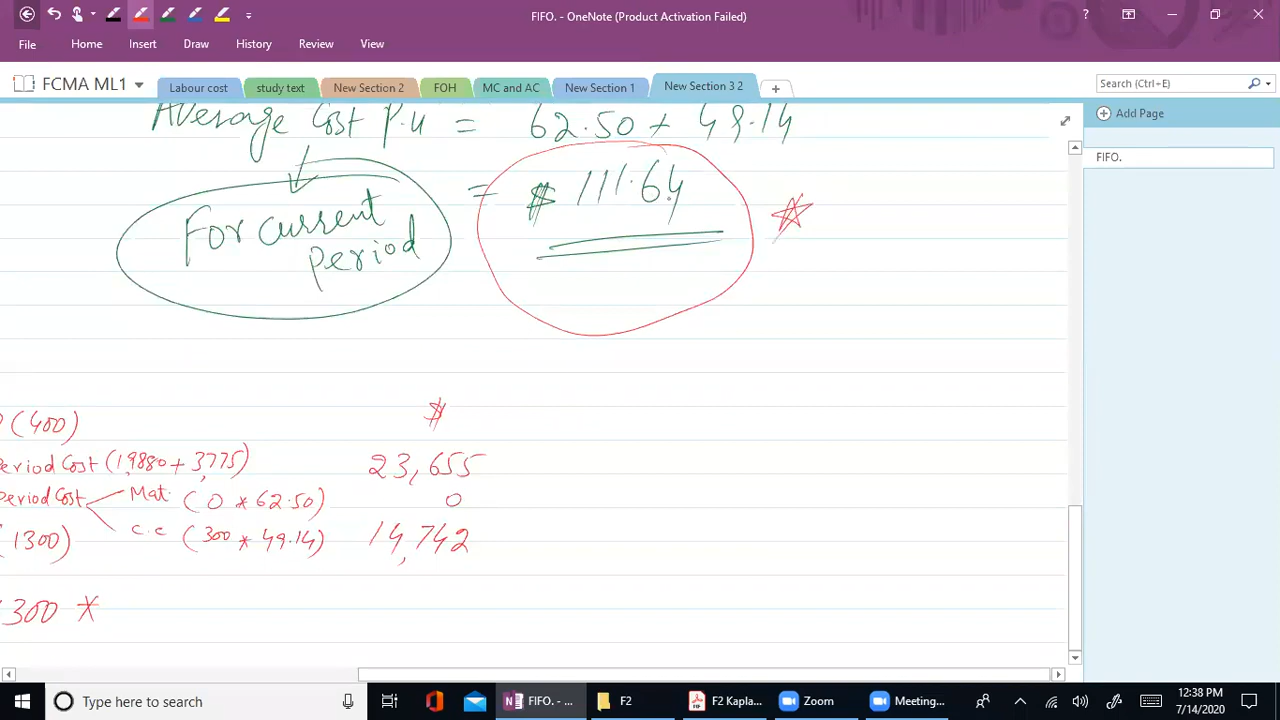 FIFO. - OneNote (Product Activation Failed)
File Home Insert Draw History Review View
FCMA ML1 Labour cost study text New Section 2 FOH MC and AC New Section 1 New Section 3 2 Search (Ctrl+E)
Add Page
FIFO.
Average Cost P.U = 62.50 + 49.14
= $ 111.64
For current
period
$
(400)
Period Cost (19,880 + 3,775) 23,655
Period Cost Mat. (0 * 62.50) 0
(1300) C.C (300 * 49.14) 14,742
300 *
Type here to search
FIFO. - ... F2 F2 Kapla... Zoom Meeting...
12:38 PM
7/14/2020